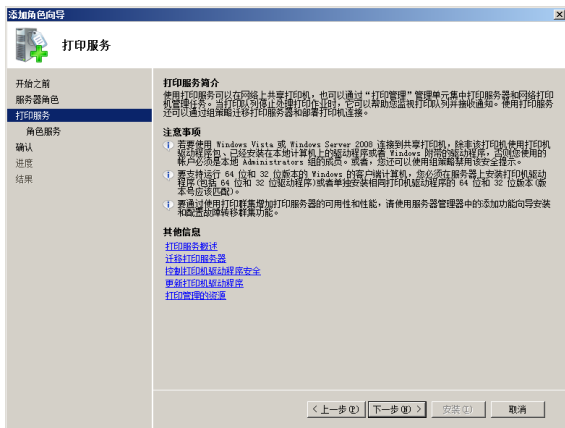 添加角色向导
打印服务
开始之前
服务器角色
打印服务
角色服务
确认
进度
结果
打印服务简介
使用打印服务可以在网络上共享打印机，也可以通过“打印管理”管理单元集中打印服务器和网络打印
机管理任务。当打印队列停止处理打印作业时，它可以帮助您监视打印队列并接收通知。使用打印服务
还可以通过组策略迁移打印服务器和部署打印机连接。
注意事项
若要使用 Windows Vista 或 Windows Server 2008 连接到共享打印机，除非该打印机使用打印机
驱动程序包、已经安装在本地计算机上的驱动程序或者 Windows 附带的驱动程序，否则您使用的
帐户必须是本地 Administrators 组的成员。或者，您还可以使用组策略禁用该安全提示。
要支持运行 64 位和 32 位版本的 Windows 的客户端计算机，您必须在服务器上安装打印机驱动
程序(包括 64 位和 32 位驱动程序)或者单独安装相同打印机驱动程序的 64 位和 32 位版本(版
本号应该匹配)。
要通过使用打印群集增加打印服务器的可用性和性能，请使用服务器管理器中的添加功能向导安装
和配置故障转移群集功能。
其他信息
打印服务概述
迁移打印服务器
控制打印机驱动程序安全
更新打印机驱动程序
打印管理的资源
< 上一步(P) 下一步(N) > 安装(I) 取消